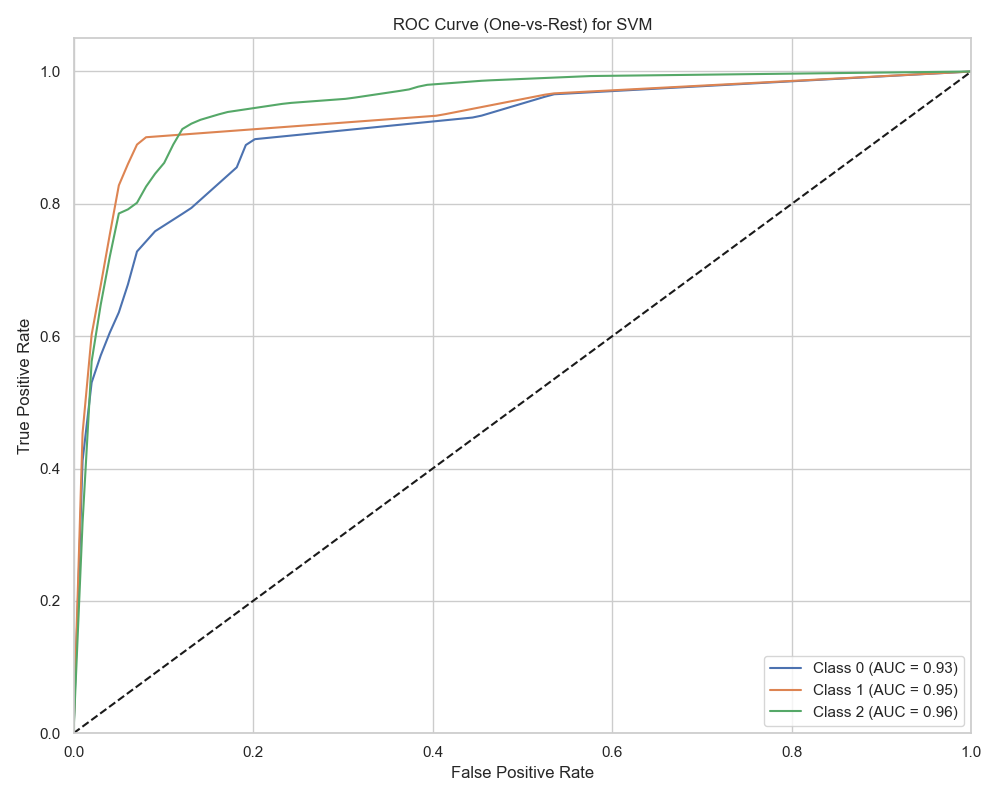 ROC Curve (One-vs-Rest) for SVM
True Positive Rate
1.0
0.8
0.6
0.4
0.2
0.0
0.0 0.2 0.4 0.6 0.8 1.0
False Positive Rate
Class 0 (AUC = 0.93)
Class 1 (AUC = 0.95)
Class 2 (AUC = 0.96)